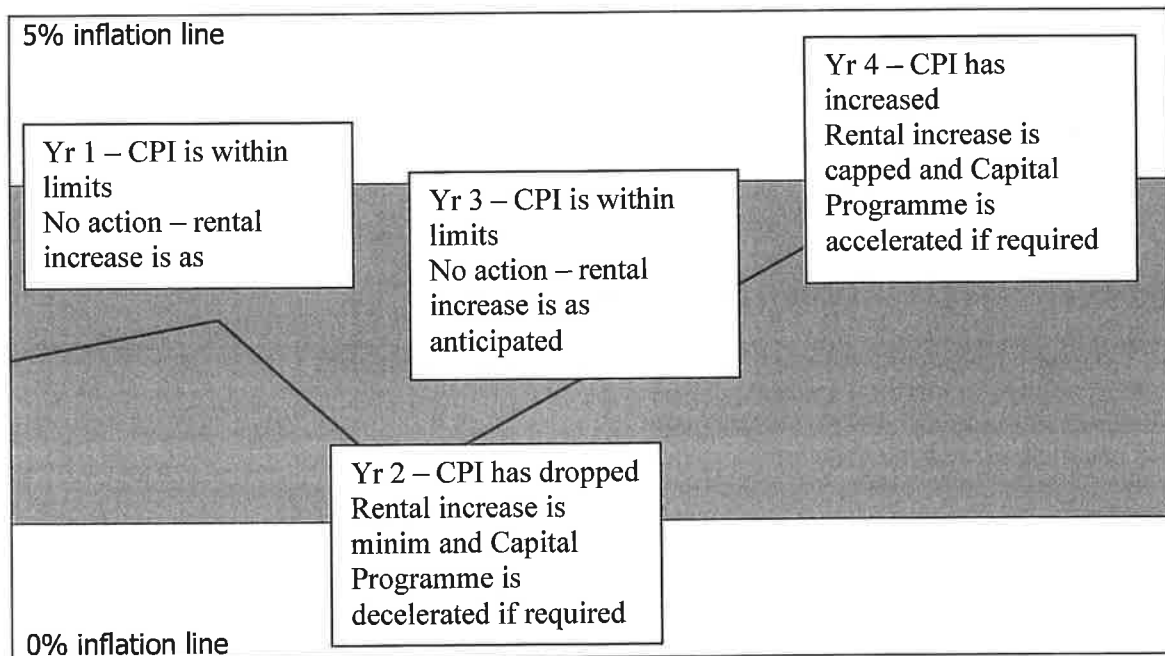 5% inflation line
Yr 1 – CPI is within
limits
No action – rental
increase is as
Yr 2 – CPI has dropped
Rental increase is
minim and Capital
Programme is
decelerated if required
Yr 3 – CPI is within
limits
No action – rental
increase is as
anticipated
Yr 4 – CPI has
increased
Rental increase is
capped and Capital
Programme is
accelerated if required
0% inflation line